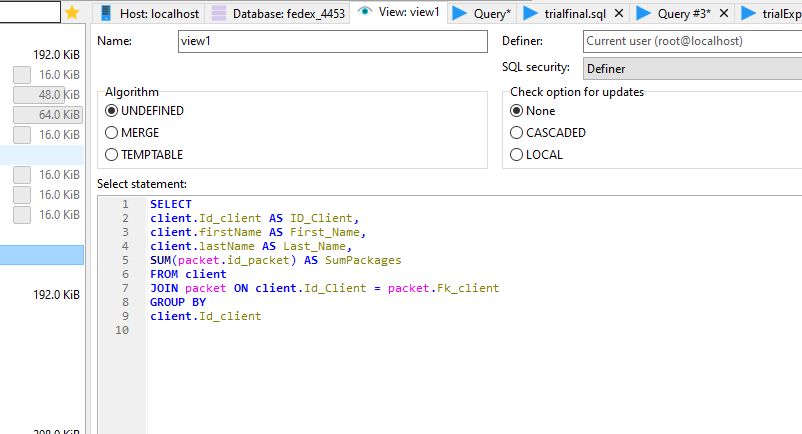 Host: localhost
Database: fedex_4453
View: view1
Query*
trialfinal.sql
Query #3*
trialExp
192.0 KiB
16.0 KiB
48.0 KiB
64.0 KiB
16.0 KiB
16.0 KiB
16.0 KiB
16.0 KiB
192.0 KiB
Name:
view1
Definer:
Current user (root@localhost)
SQL security:
Definer
Algorithm
UNDEFINED
MERGE
TEMPTABLE
Check option for updates
None
CASCADED
LOCAL
Select statement:
1 SELECT
2 client.Id_client AS ID_Client,
3 client.firstName AS First_Name,
4 client.lastName AS Last_Name,
5 SUM(packet.id_packet) AS SumPackages
6 FROM client
7 JOIN packet ON client.Id_Client = packet.Fk_client
8 GROUP BY
9 client.Id_client
10